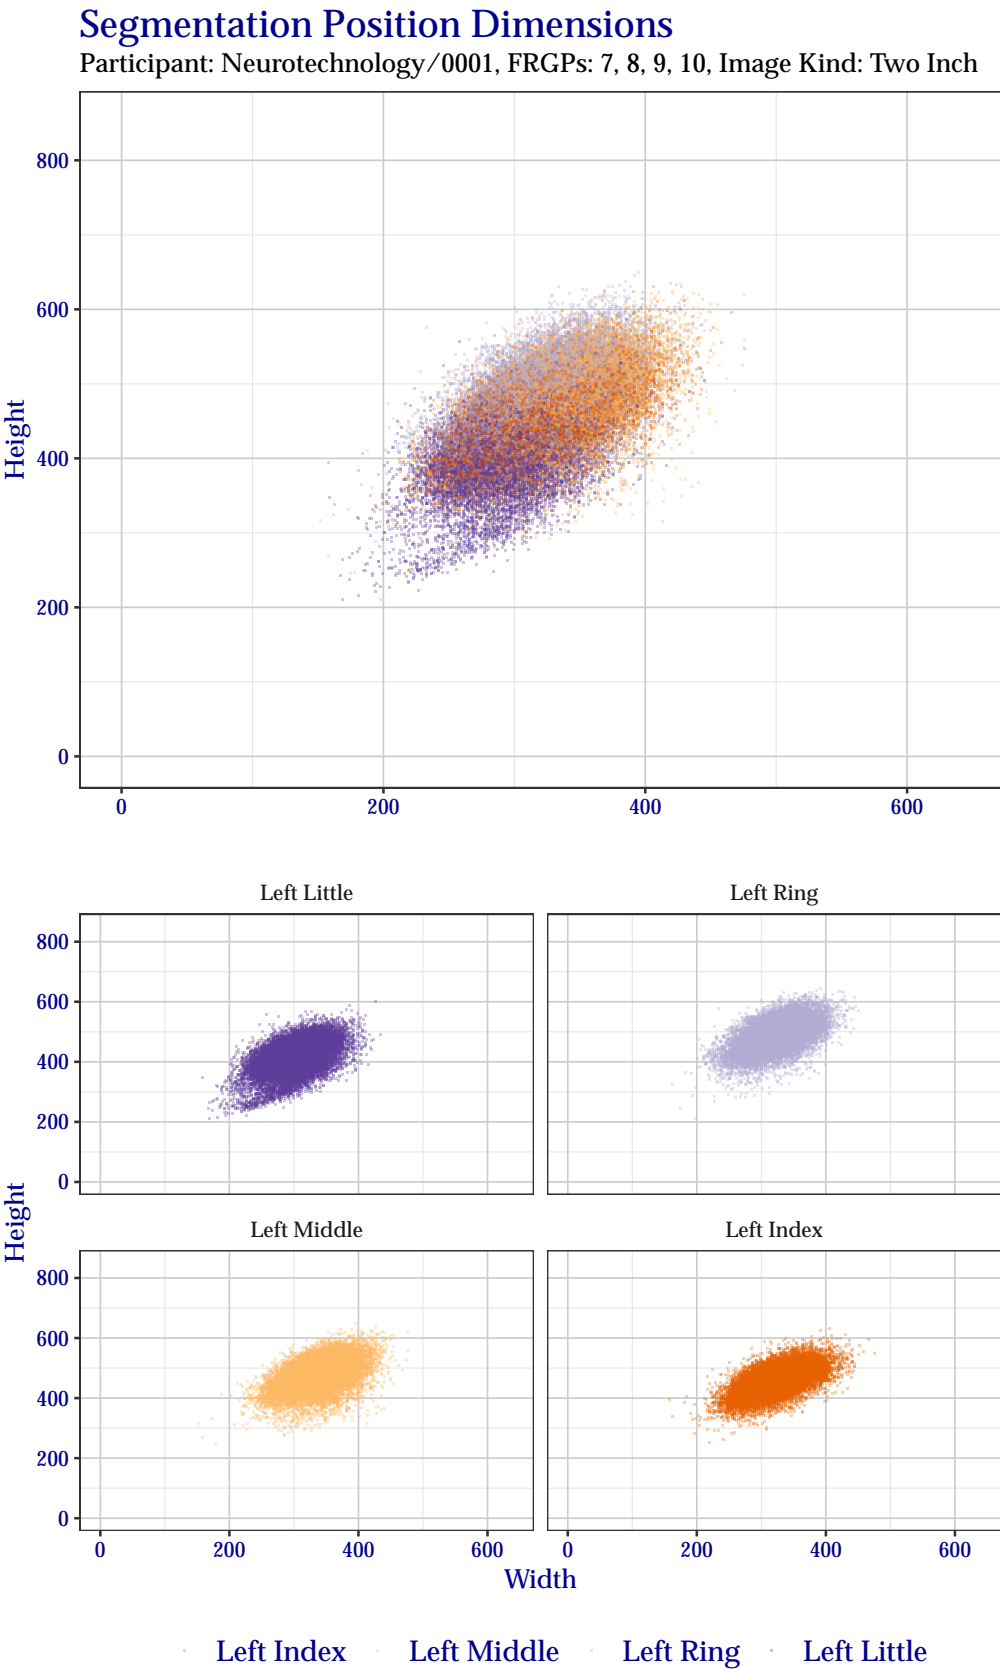 Segmentation Position Dimensions
Participant: Neurotechnology/0001, FRGPs: 7, 8, 9, 10, Image Kind: Two Inch
800
600
400
200
0
Height
0 200 400 600
Left Little Left Ring
800
600
400
200
0
Height
Left Middle Left Index
800
600
400
200
0
0 200 400 600 0 200 400 600
Width
Left Index Left Middle Left Ring Left Little